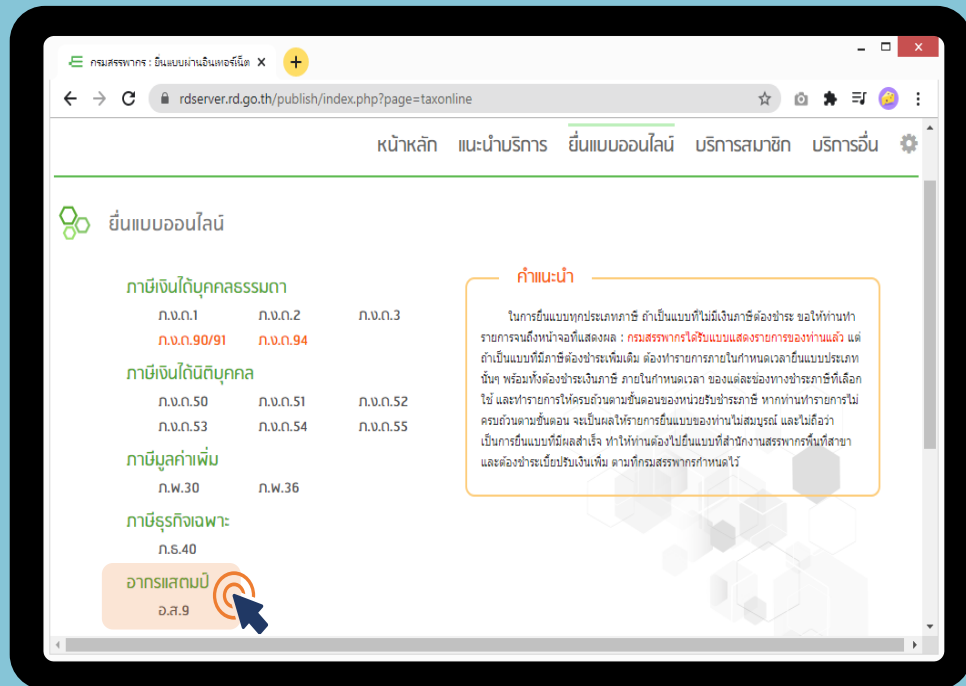 กรมสรรพากร : ยื่นแบบผ่านอินเทอร์เน็ต
rdserver.rd.go.th/publish/index.php?page=taxonline
หน้าหลัก แนะนำบริการ ยื่นแบบออนไลน์ บริการสมาชิก บริการอื่น
ยื่นแบบออนไลน์
ภาษีเงินได้บุคคลธรรมดา
ภ.ง.ด.1 ภ.ง.ด.2 ภ.ง.ด.3
ภ.ง.ด.90/91 ภ.ง.ด.94
ภาษีเงินได้นิติบุคคล
ภ.ง.ด.50 ภ.ง.ด.51 ภ.ง.ด.52
ภ.ง.ด.53 ภ.ง.ด.54 ภ.ง.ด.55
ภาษีมูลค่าเพิ่ม
ภ.พ.30 ภ.พ.36
ภาษีธุรกิจเฉพาะ
ภ.ธ.40
อากรแสตมป์
อ.ส.9
คำแนะนำ
ในการยื่นแบบทุกประเภทภาษี ถ้าเป็นแบบที่ไม่มีเงินภาษีต้องชำระ ขอให้ท่านทำ
รายการจนถึงหน้าจอที่แสดงผล : กรมสรรพากรได้รับแบบแสดงรายการของท่านแล้ว แต่
ถ้าเป็นแบบที่มีภาษีต้องชำระเพิ่มเติม ต้องทำรายการภายในกำหนดเวลายื่นแบบประเภท
นั้นๆ พร้อมทั้งต้องชำระเงินภาษี ภายในกำหนดเวลา ของแต่ละช่องทางชำระภาษีที่เลือก
ใช้ และทำรายการให้ครบถ้วนตามขั้นตอนของหน่วยรับชำระภาษี หากท่านทำรายการไม่
ครบถ้วนตามขั้นตอน จะเป็นผลให้รายการยื่นแบบของท่านไม่สมบูรณ์ และไม่ถือว่า
เป็นการยื่นแบบที่มีผลสำเร็จ ทำให้ท่านต้องไปยื่นแบบที่สำนักงานสรรพากรพื้นที่สาขา
และต้องชำระเบี้ยปรับเงินเพิ่ม ตามที่กรมสรรพากรกำหนดไว้